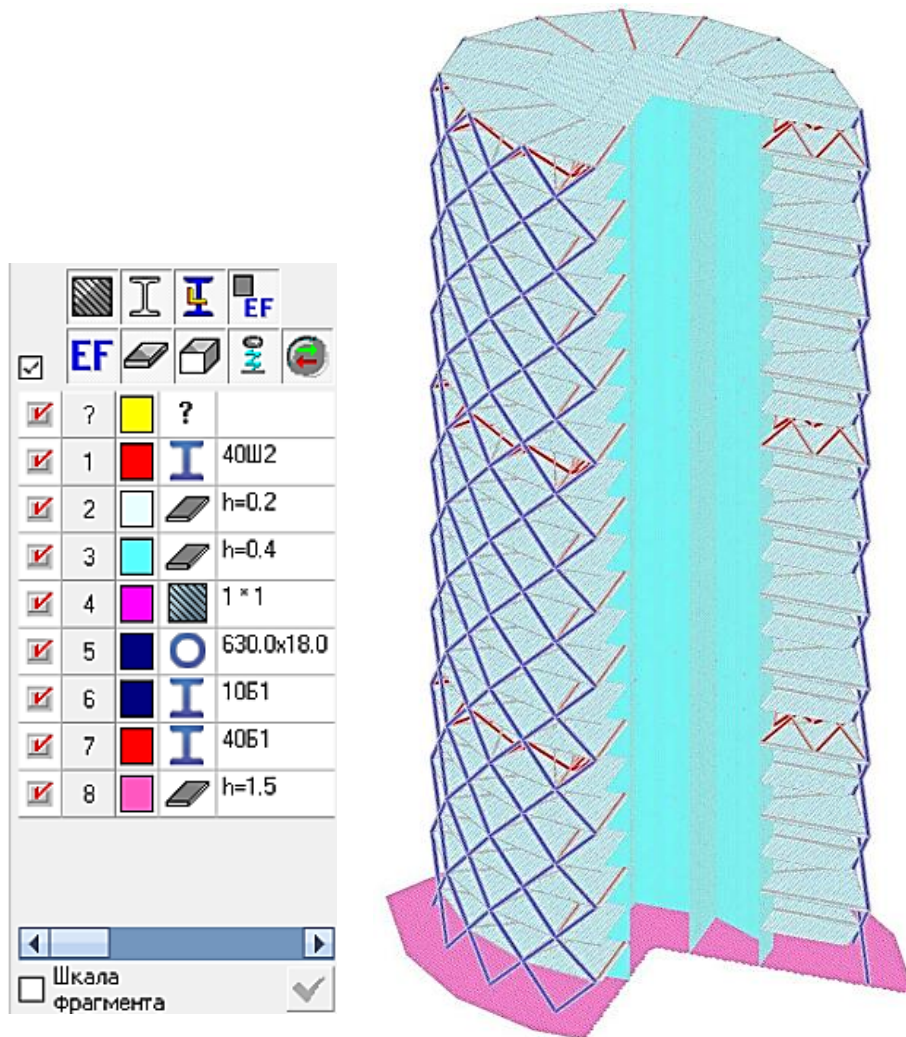 EF
EF
? ?
1 40Ш2
2 h=0.2
3 h=0.4
4 1 * 1
5 630.0x18.0
6 10Б1
7 40Б1
8 h=1.5
Шкала
фрагмента